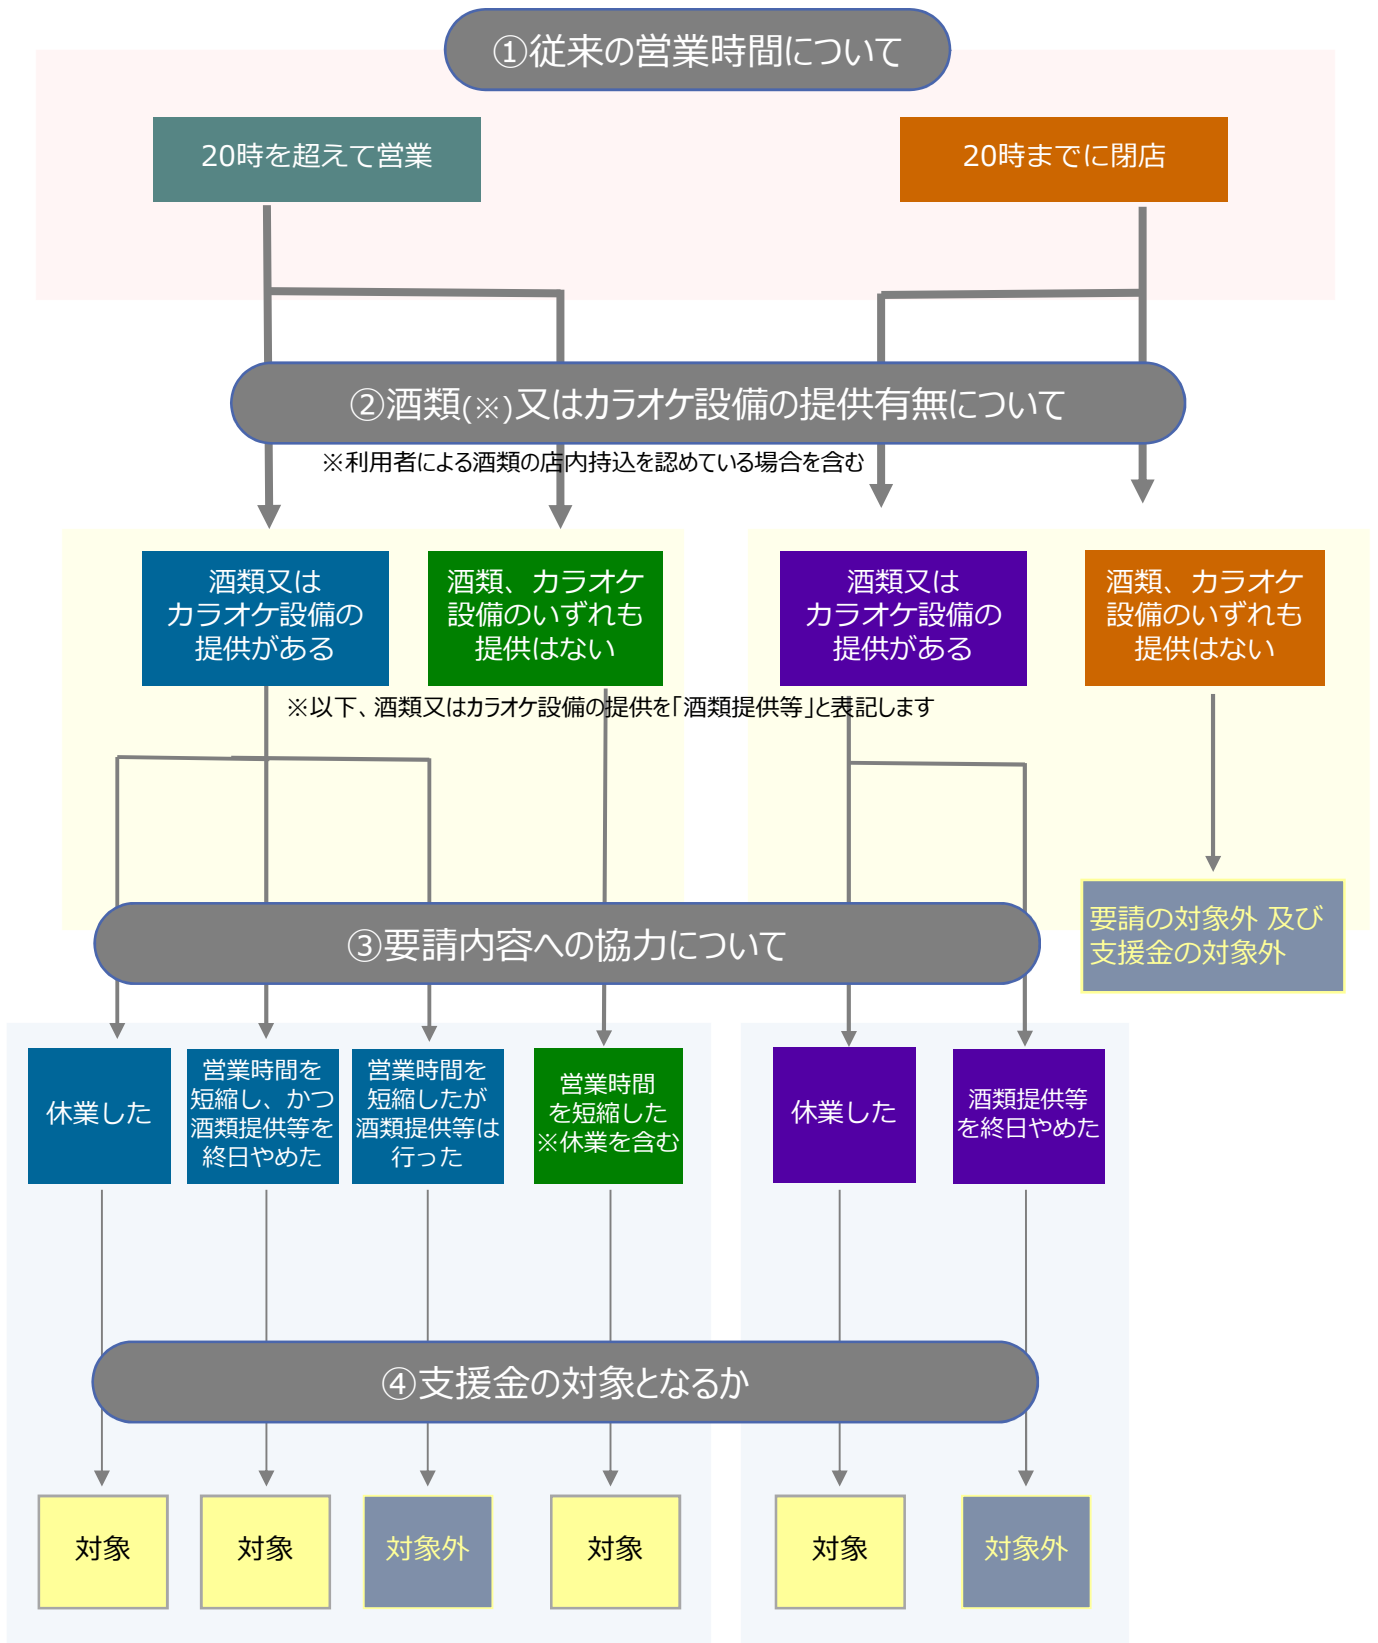 ①従来の営業時間について
20時を超えて営業
20時までに閉店
②酒類(※)又はカラオケ設備の提供有無について
※利用者による酒類の店内持込を認めている場合を含む
酒類又は
カラオケ設備の
提供がある
酒類、カラオケ
設備のいずれも
提供はない
酒類又は
カラオケ設備の
提供がある
酒類、カラオケ
設備のいずれも
提供はない
※以下、酒類又はカラオケ設備の提供を「酒類提供等」と表記します
要請の対象外 及び
支援金の対象外
③要請内容への協力について
休業した
営業時間を
短縮し、かつ
酒類提供等を
終日やめた
営業時間を
短縮したが
酒類提供等は
行った
営業時間
を短縮した
※休業を含む
休業した
酒類提供等
を終日やめた
④支援金の対象となるか
対象
対象
対象外
対象
対象
対象外